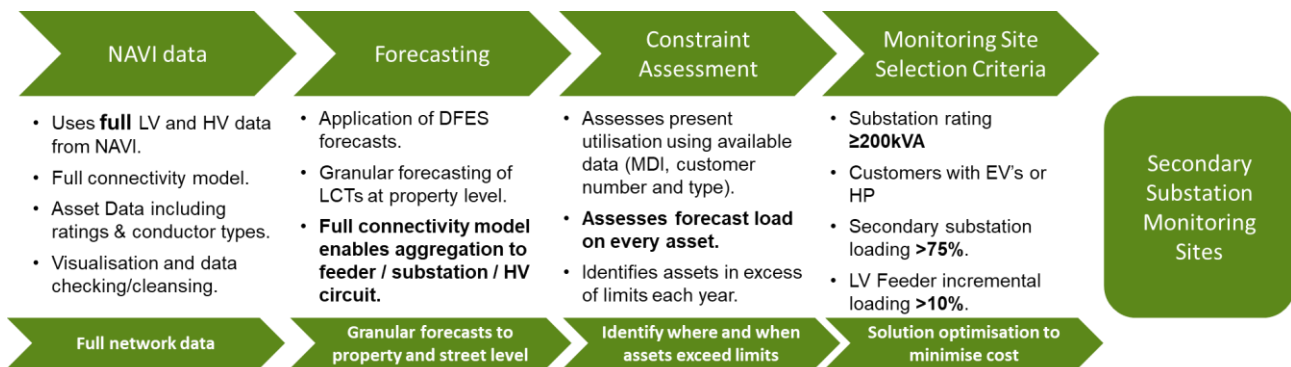 NAVI data
Forecasting
Constraint
Assessment
Monitoring Site
Selection Criteria
• Uses full LV and HV data
from NAVI.
• Full connectivity model.
• Asset Data including
ratings & conductor types.
• Visualisation and data
checking/cleansing.
• Application of DFES
forecasts.
• Granular forecasting of
LCTs at property level.
• Full connectivity model
enables aggregation to
feeder / substation / HV
circuit.
• Assesses present
utilisation using available
data (MDI, customer
number and type).
• Assesses forecast load
on every asset.
• Identifies assets in excess
of limits each year.
• Substation rating
≥200kVA
• Customers with EV's or
HP
• Secondary substation
loading >75%.
• LV Feeder incremental
loading >10%.
Secondary
Substation
Monitoring
Sites
Full network data
Granular forecasts to
property and street level
Identify where and when
assets exceed limits
Solution optimisation to
minimise cost